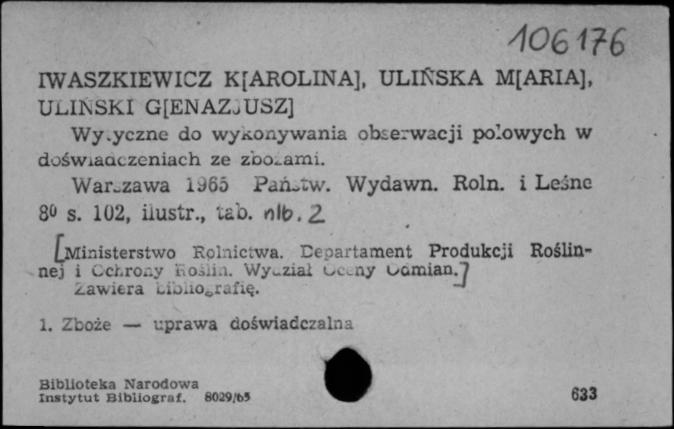 106176
IWASZKIEWICZ K[AROLINA], ULIŃSKA M[ARIA],
ULIŃSKI G[ENAZJUSZ]
Wytyczne do wykonywania obserwacji polowych w
doświadczeniach ze zbożami.
Warszawa 1965 Państw. Wydawn. Roln. i Leśne
8⁰ s. 102, ilustr., tab. nlb. 2
[Ministerstwo Rolnictwa. Departament Produkcji Roślin-
nej i Ochrony Roślin. Wydział Oceny Odmian.]
Zawiera bibliografię.
1. Zboże — uprawa doświadczalna
Biblioteka Narodowa
Instytut Bibliograf. 8029/65
633